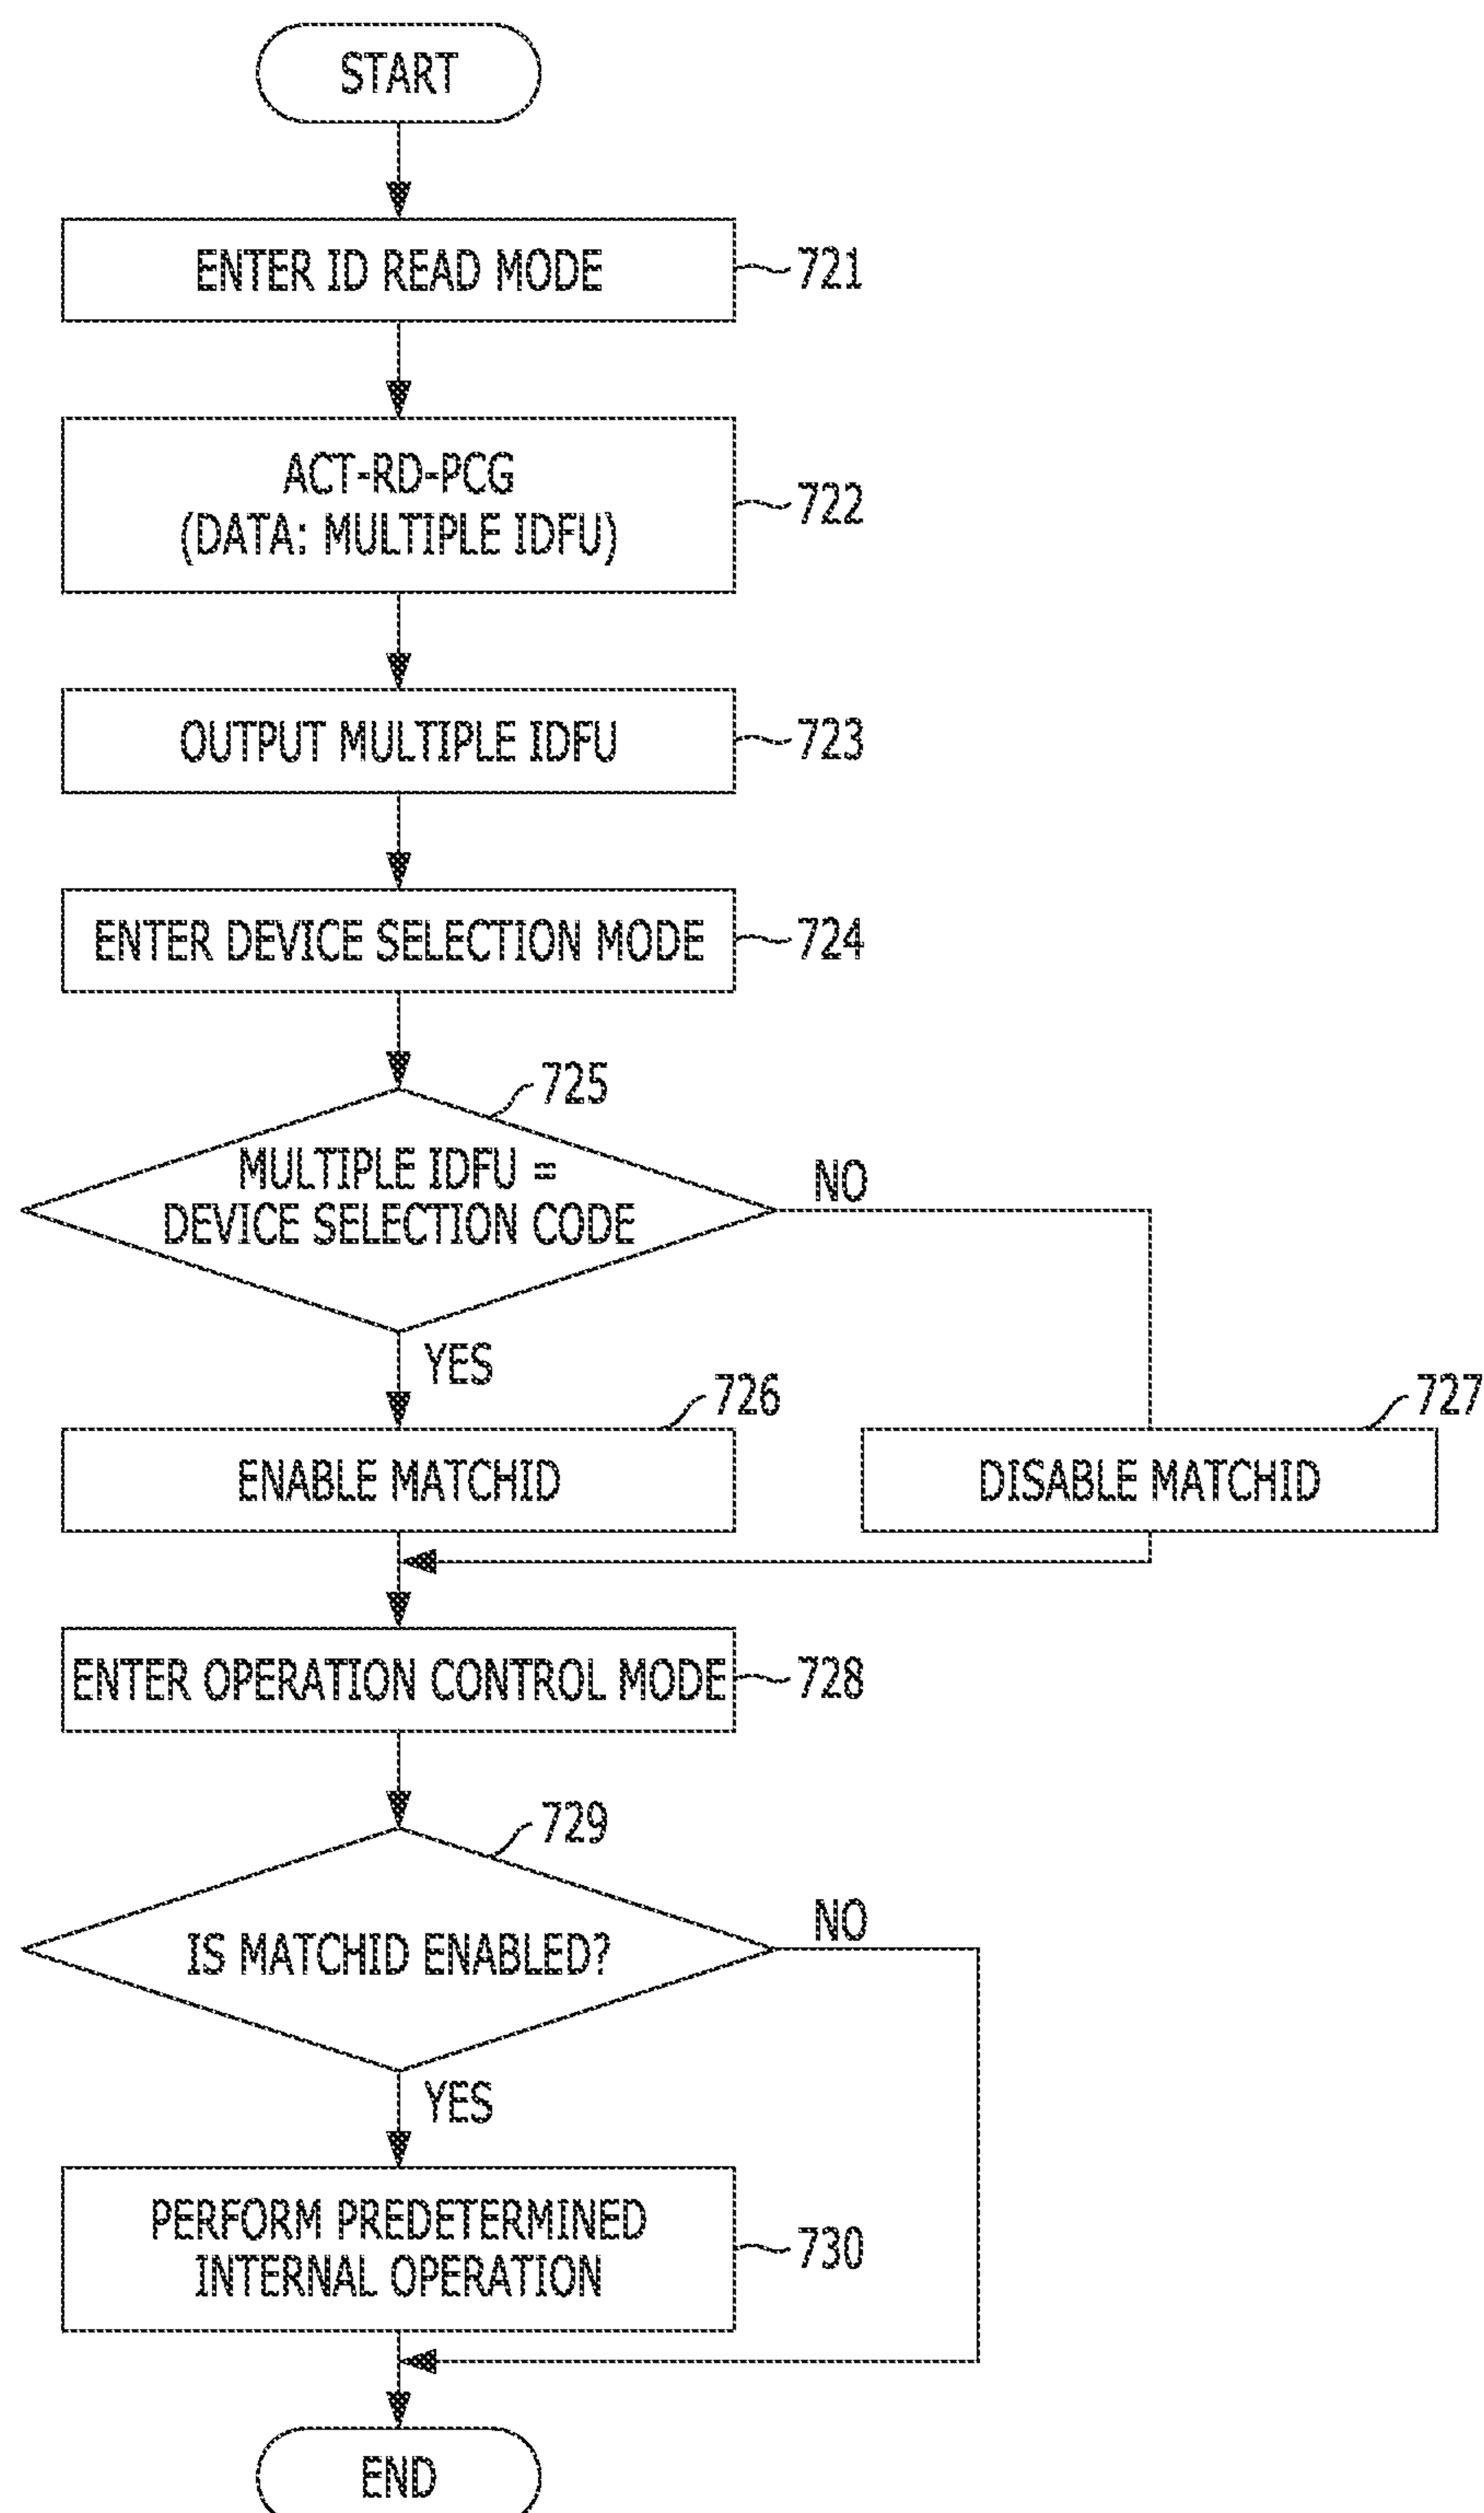 START
ENTER ID READ MODE
721
ACT-RD-PCG
(DATA: MULTIPLE IDFU)
722
OUTPUT MULTIPLE IDFU
723
ENTER DEVICE SELECTION MODE
724
725
MULTIPLE IDFU =
DEVICE SELECTION CODE
NO
YES
726
727
ENABLE MATCHID
DISABLE MATCHID
ENTER OPERATION CONTROL MODE
728
729
IS MATCHID ENABLED?
NO
YES
PERFORM PREDETERMINED
INTERNAL OPERATION
730
END